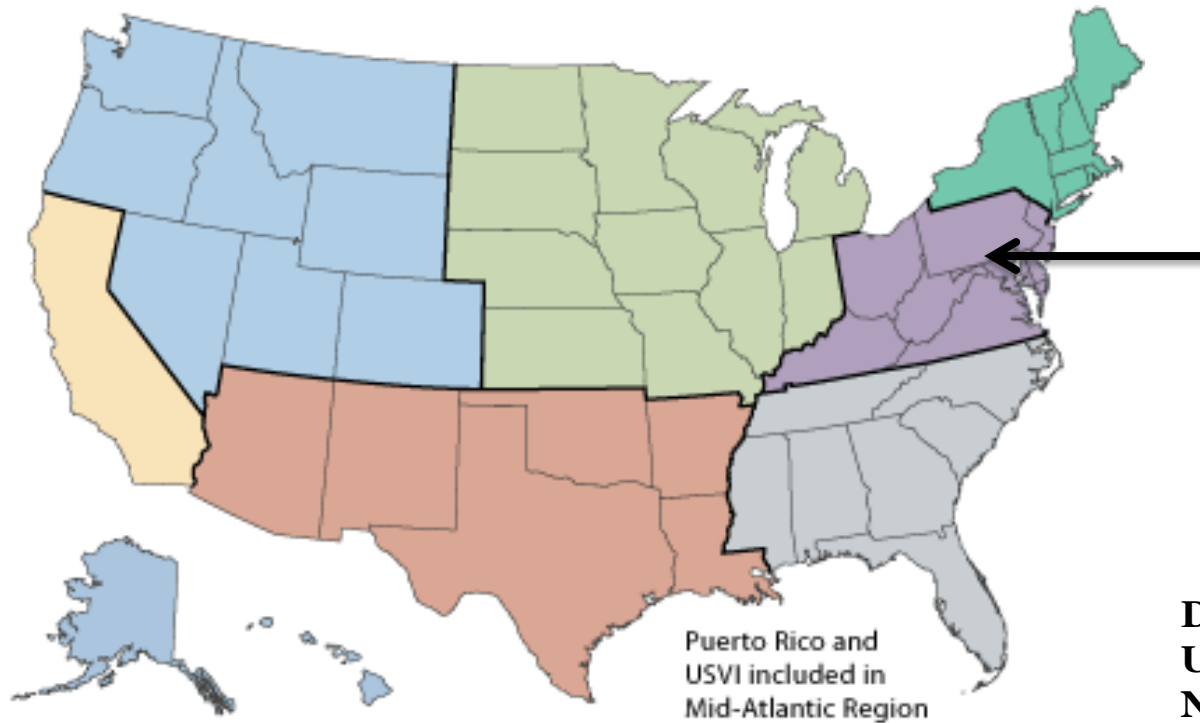 Puerto Rico and
USVI included in
Mid-Atlantic Region
D
U
N